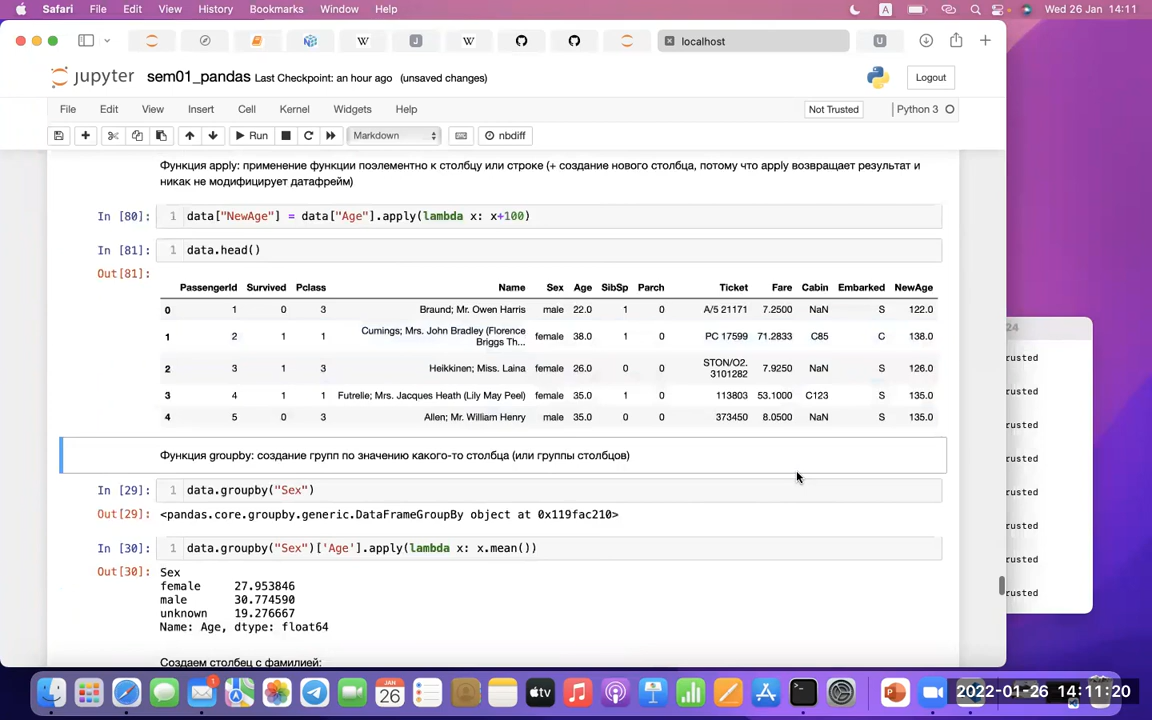 Safari File Edit View History Bookmarks Window Help A Wed 26 Jan 14:11
W J W localhost U
jupyter sem01_pandas Last Checkpoint: an hour ago (unsaved changes) Logout
File Edit View Insert Cell Kernel Widgets Help Not Trusted Python 3
Run Markdown nbdiff
Функция apply: применение функции поэлементно к столбцу или строке (+ создание нового столбца, потому что apply возвращает результат и
никак не модифицирует датафрейм)
In [80]: 1 data["NewAge"] = data["Age"].apply(lambda x: x+100)
In [81]: 1 data.head()
Out[81]:
PassengerId Survived Pclass Name Sex Age SibSp Parch Ticket Fare Cabin Embarked NewAge
0 1 0 3 Braund; Mr. Owen Harris male 22.0 1 0 A/5 21171 7.2500 NaN S 122.0
1 2 1 1 Cumings; Mrs. John Bradley (Florence Briggs Th... female 38.0 1 0 PC 17599 71.2833 C85 C 138.0
2 3 1 3 Heikkinen; Miss. Laina female 26.0 0 0 STON/O2. 3101282 7.9250 NaN S 126.0
3 4 1 1 Futrelle; Mrs. Jacques Heath (Lily May Peel) female 35.0 1 0 113803 53.1000 C123 S 135.0
4 5 0 3 Allen; Mr. William Henry male 35.0 0 0 373450 8.0500 NaN S 135.0
Функция groupby: создание групп по значению какого-то столбца (или группы столбцов)
In [29]: 1 data.groupby("Sex")
Out[29]: <pandas.core.groupby.generic.DataFrameGroupBy object at 0x119fac210>
In [30]: 1 data.groupby("Sex")['Age'].apply(lambda x: x.mean())
Out[30]: Sex
female 27.953846
male 30.774590
unknown 19.276667
Name: Age, dtype: float64
Создаем столбец с фамилией:
24
rusted
rusted
rusted
rusted
rusted
rusted
rusted
rusted
1
JAN
26
tv
2022-01-26 14:11:20